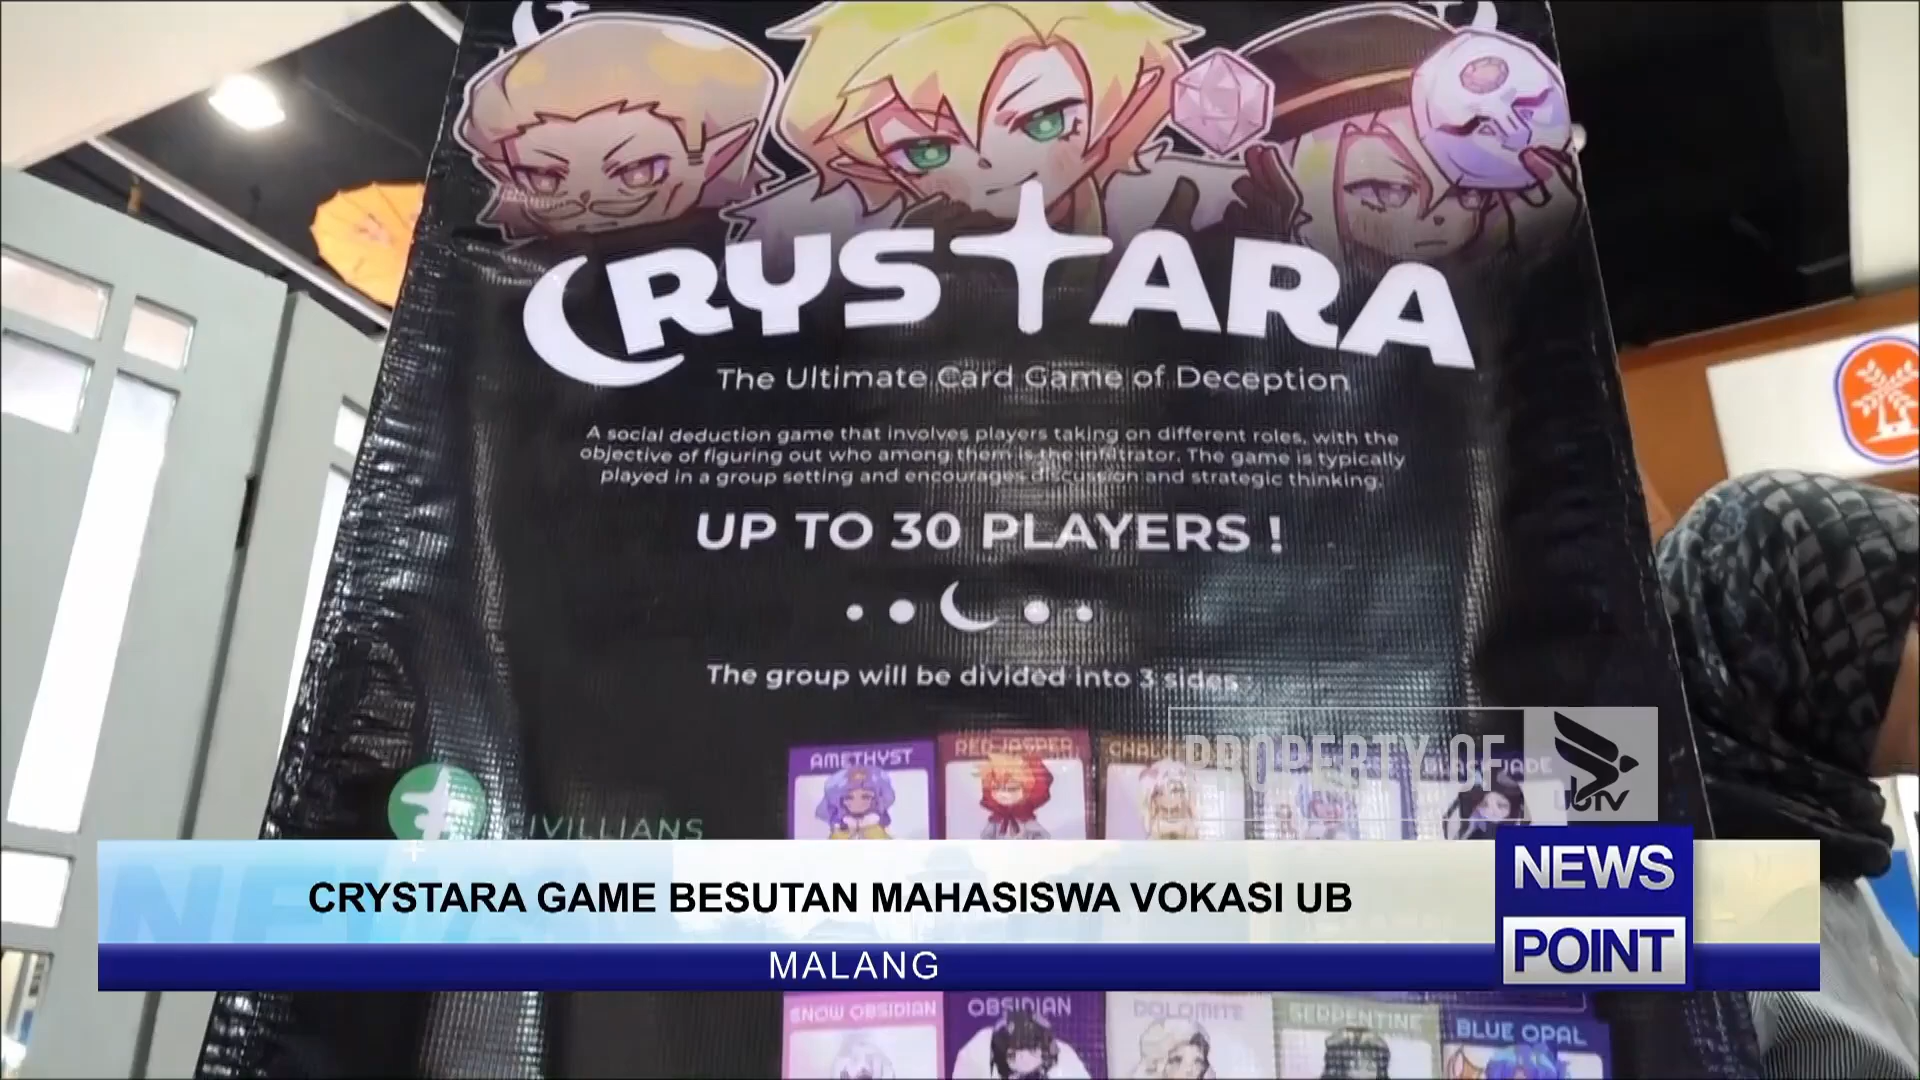 CRYSTARA
The Ultimate Card Game of Deception
A social deduction game that involves players taking on different roles, with the
objective of figuring out who among them is the infiltrator. The game is typically
played in a group setting and encourages discussion and strategic thinking.
UP TO 30 PLAYERS !
The group will be divided into 3 sides
PROPERTY OF
UBTV
AMETHYST
RED JASPER
BLACK JADE
CIVILLIANS
CRYSTARA GAME BESUTAN MAHASISWA VOKASI UB
MALANG
NEWS
POINT
SNOW OBSIDIAN
OBSIDIAN
DOLOMITE
SERPENTINE
BLUE OPAL